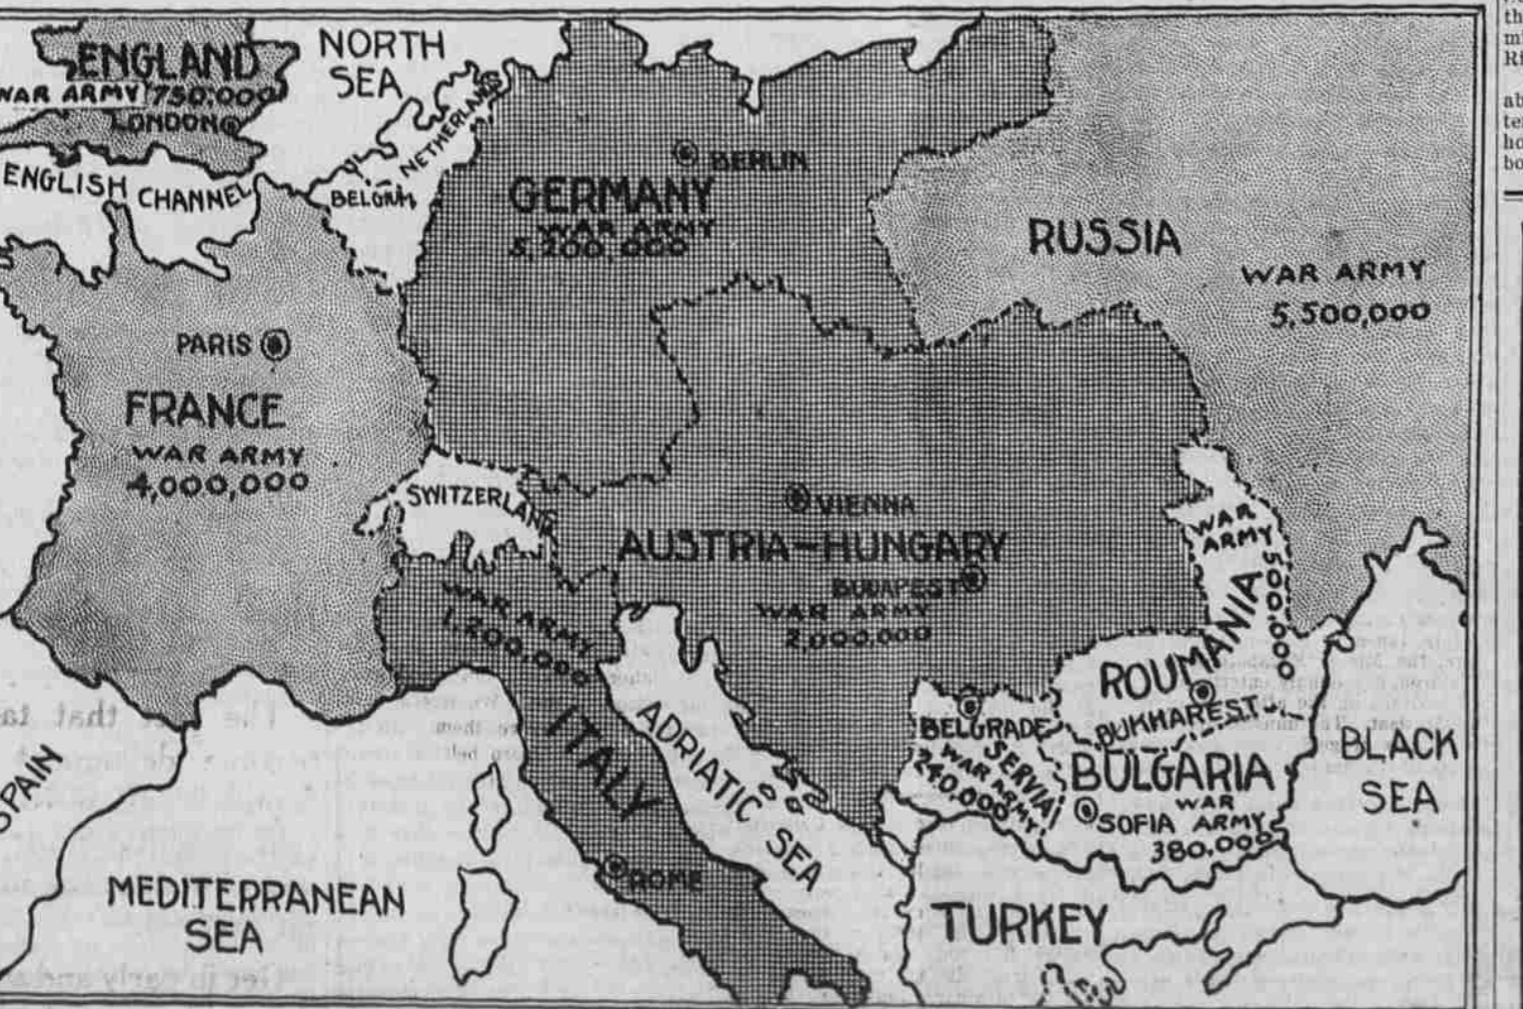 ENGLAND
WAR ARMY 750,000
LONDON
NORTH
SEA
NETHERLANDS
BELGIUM
ENGLISH CHANNEL
BERLIN
GERMANY
WAR ARMY
5,200,000
RUSSIA
WAR ARMY
5,500,000
PARIS
FRANCE
WAR ARMY
4,000,000
SWITZERLAND
VIENNA
AUSTRIA-HUNGARY
BUDAPEST
WAR ARMY
2,000,000
WAR
ARMY
500,000
ROUMANIA
BUKHAREST
WAR ARMY
1,200,000
ITALY
ROME
ADRIATIC SEA
BELGRADE
SERVIA
WAR ARMY
240,000
BULGARIA
SOFIA
WAR
ARMY
380,000
BLACK
SEA
SPAIN
MEDITERRANEAN
SEA
TURKEY